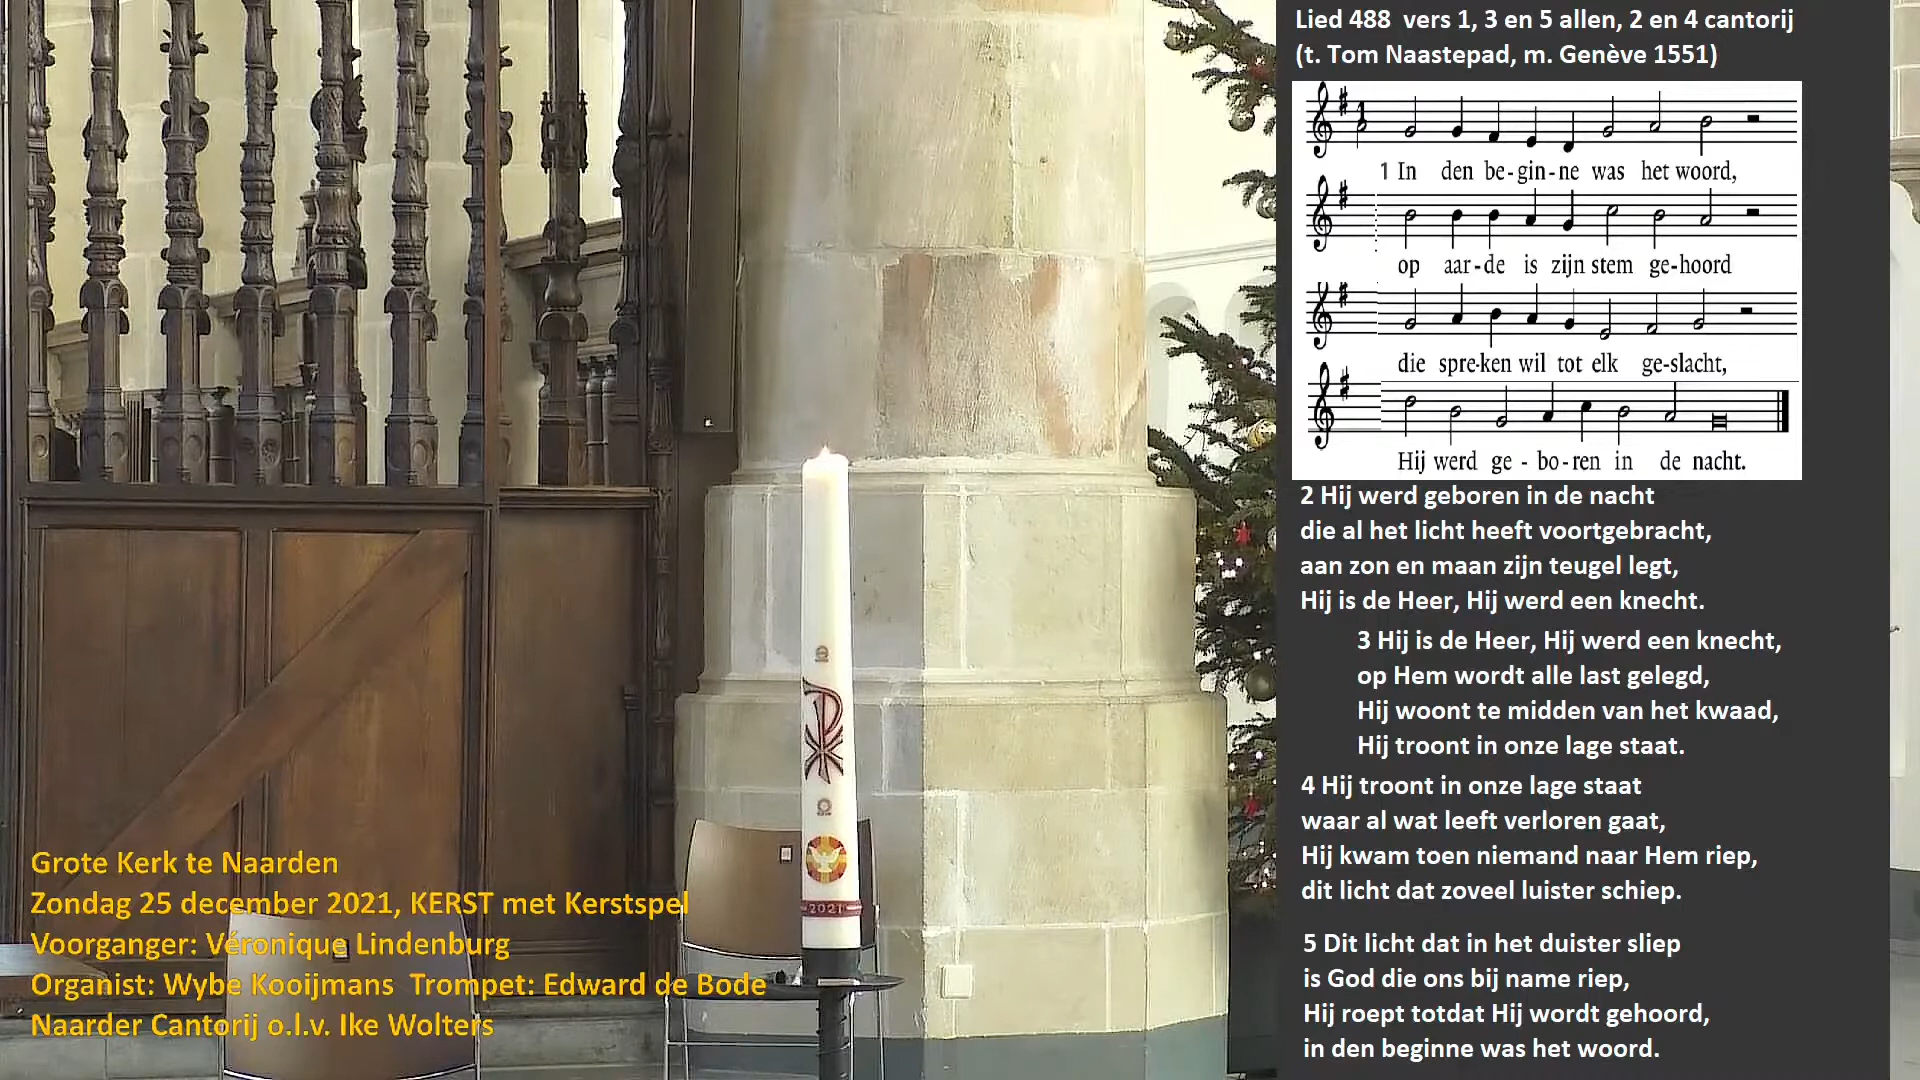 Lied 488  vers 1, 3 en 5 allen, 2 en 4 cantorij
(t. Tom Naastepad, m. Genève 1551)
1 In den be-gin-ne was het woord,
op aar-de is zijn stem ge-hoord
die spre-ken wil tot elk ge-slacht,
Hij werd ge - bo-ren in de nacht.
2 Hij werd geboren in de nacht
die al het licht heeft voortgebracht,
aan zon en maan zijn teugel legt,
Hij is de Heer, Hij werd een knecht.
3 Hij is de Heer, Hij werd een knecht,
op Hem wordt alle last gelegd,
Hij woont te midden van het kwaad,
Hij troont in onze lage staat.
4 Hij troont in onze lage staat
waar al wat leeft verloren gaat,
Hij kwam toen niemand naar Hem riep,
dit licht dat zoveel luister schiep.
5 Dit licht dat in het duister sliep
is God die ons bij name riep,
Hij roept totdat Hij wordt gehoord,
in den beginne was het woord.
2021
Grote Kerk te Naarden
Zondag 25 december 2021, KERST met Kerstspel
Voorganger: Véronique Lindenburg
Organist: Wybe Kooijmans  Trompet: Edward de Bode
Naarder Cantorij o.l.v. Ike Wolters